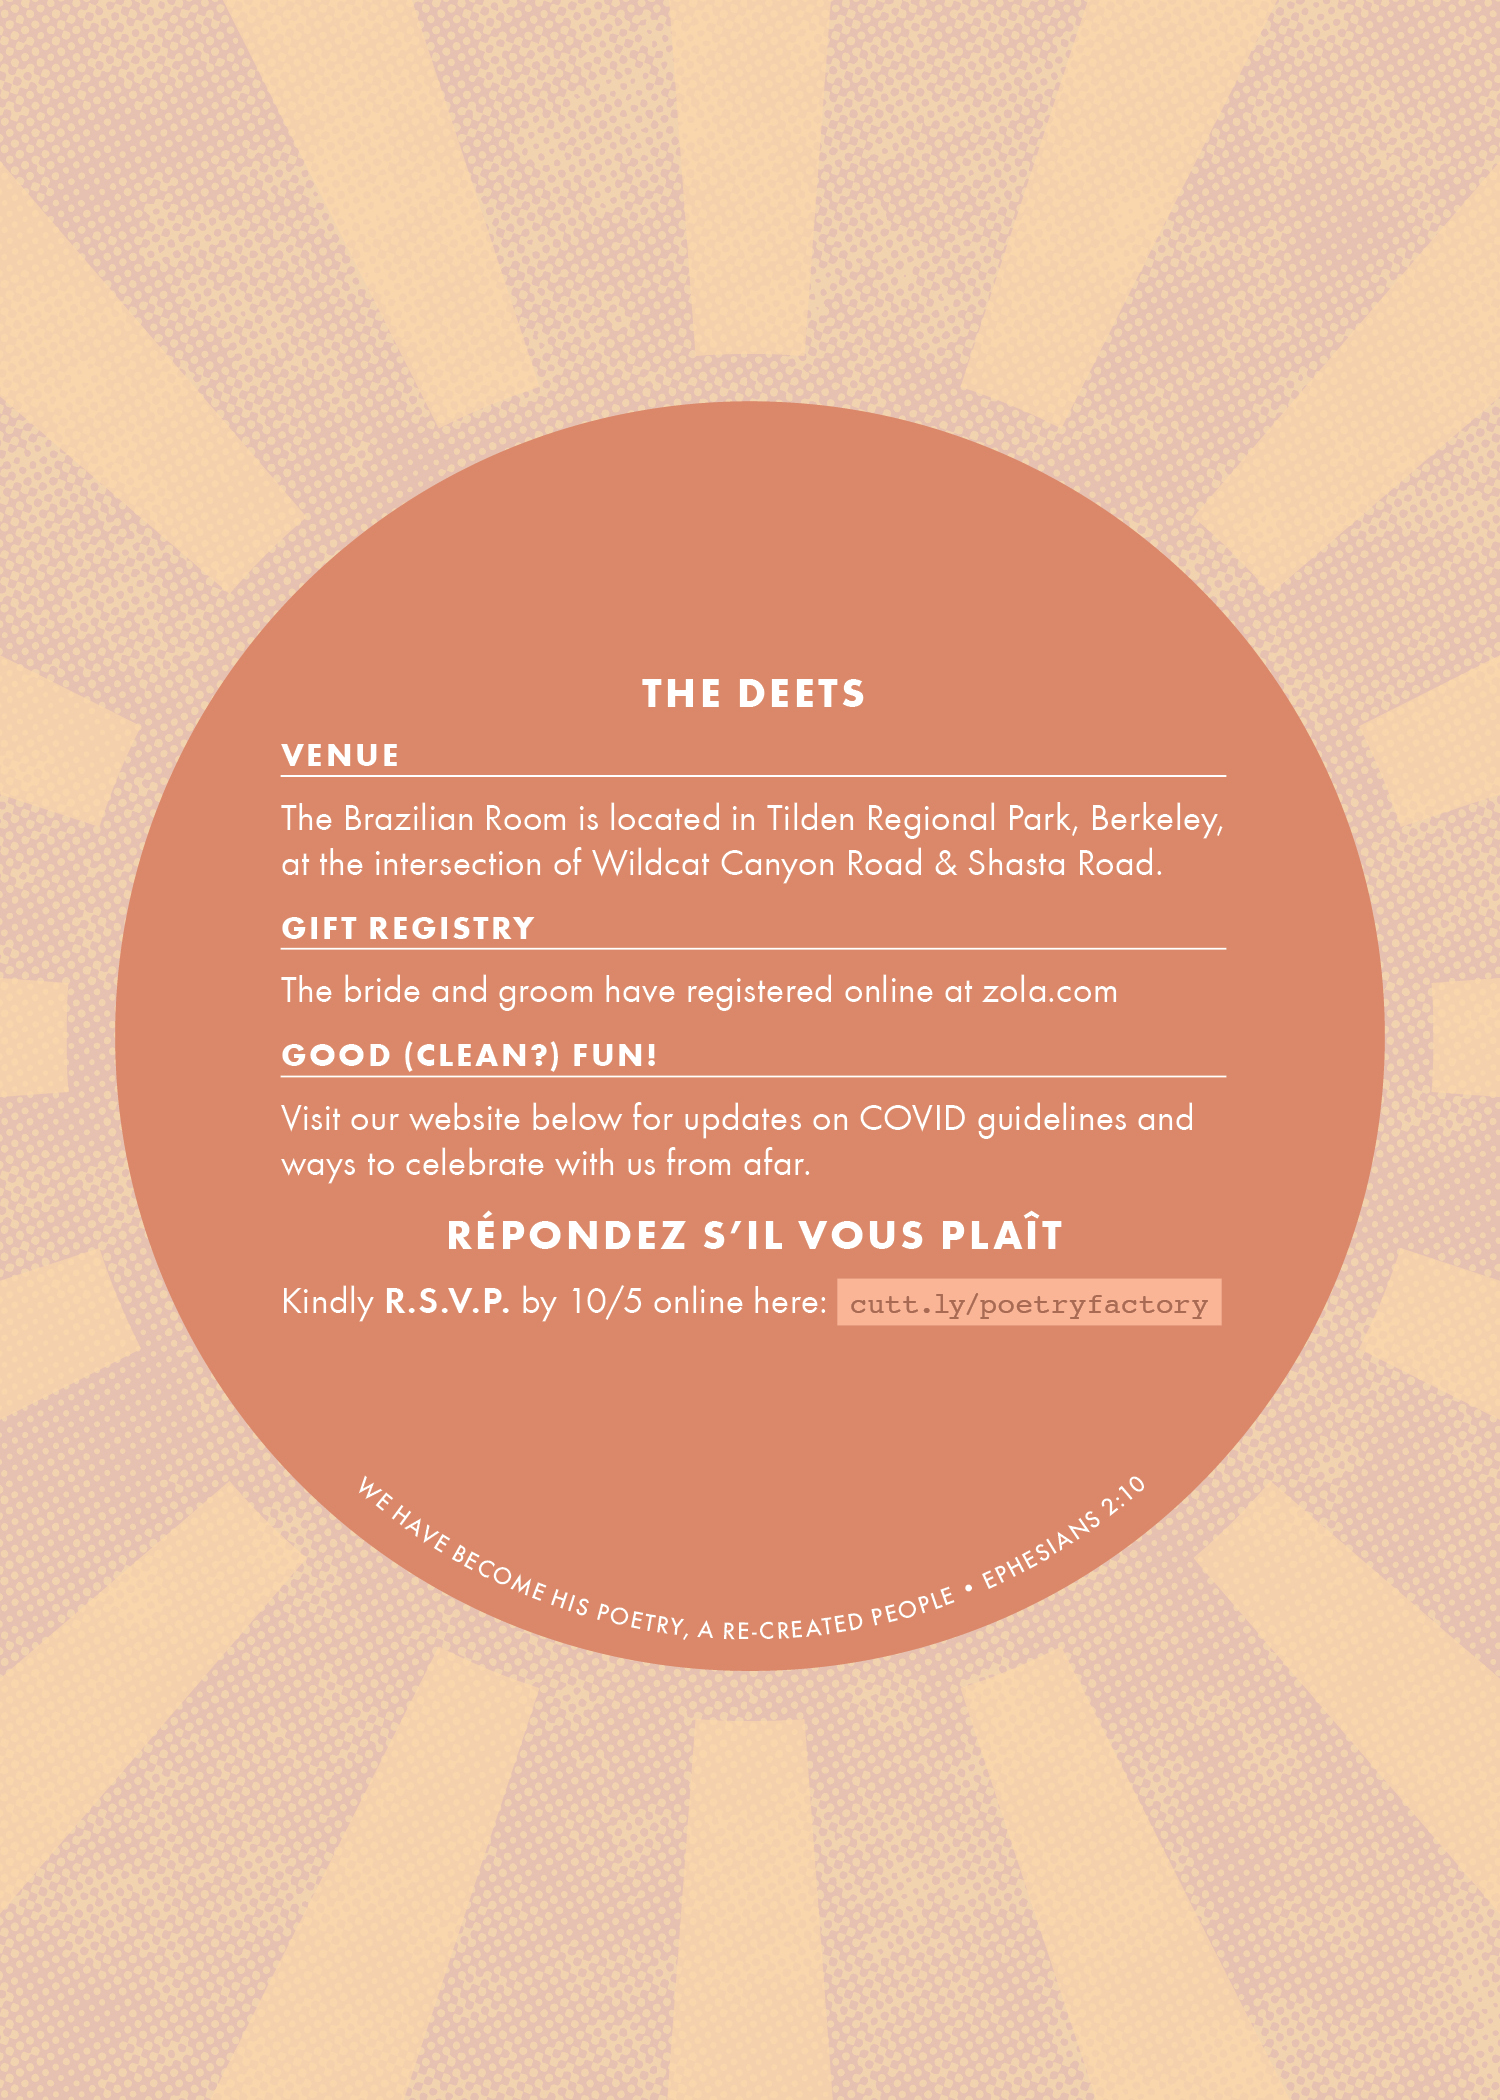 THE DEETS
VENUE
The Brazilian Room is located in Tilden Regional Park, Berkeley,
at the intersection of Wildcat Canyon Road & Shasta Road.
GIFT REGISTRY
The bride and groom have registered online at zola.com
GOOD (CLEAN?) FUN!
Visit our website below for updates on COVID guidelines and
ways to celebrate with us from afar.
RÉPONDEZ S’IL VOUS PLAÎT
Kindly R.S.V.P. by 10/5 online here: cutt.ly/poetryfactory
WE HAVE BECOME HIS POETRY, A RE-CREATED PEOPLE • EPHESIANS 2:10